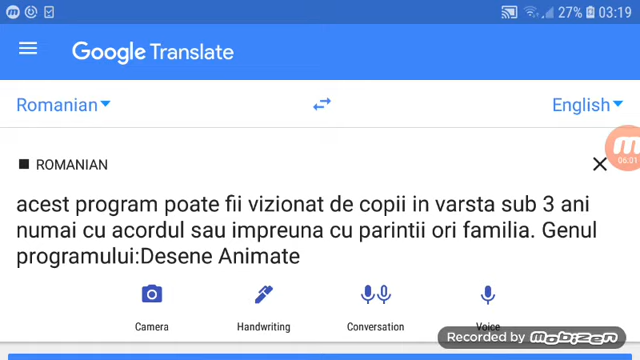 27% 03:19
Google Translate
Romanian English
06:01
ROMANIAN
acest program poate fii vizionat de copii in varsta sub 3 ani
numai cu acordul sau impreuna cu parintii ori familia. Genul
programului:Desene Animate
Camera Handwriting Conversation Voice
Recorded by mobizen